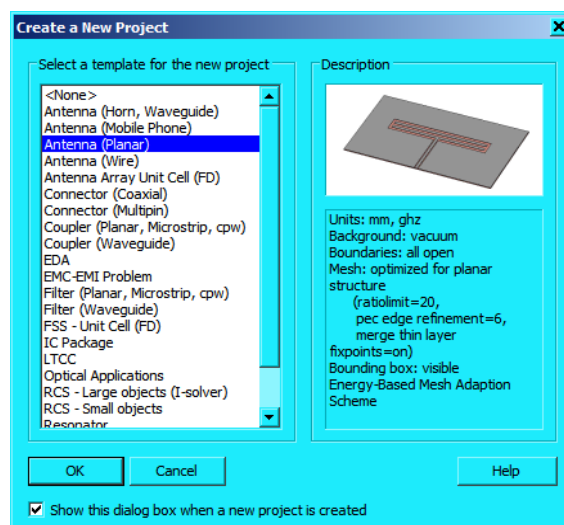 Create a New Project
Select a template for the new project
<None>
Antenna (Horn, Waveguide)
Antenna (Mobile Phone)
Antenna (Planar)
Antenna (Wire)
Antenna Array Unit Cell (FD)
Connector (Coaxial)
Connector (Multipin)
Coupler (Planar, Microstrip, cpw)
Coupler (Waveguide)
EDA
EMC-EMI Problem
Filter (Planar, Microstrip, cpw)
Filter (Waveguide)
FSS - Unit Cell (FD)
IC Package
LTCC
Optical Applications
RCS - Large objects (I-solver)
RCS - Small objects
Resonator
Description
Units: mm, ghz
Background: vacuum
Boundaries: all open
Mesh: optimized for planar
structure
(ratiolimit=20,
pec edge refinement=6,
merge thin layer
fixpoints=on)
Bounding box: visible
Energy-Based Mesh Adaption
Scheme
OK
Cancel
Help
Show this dialog box when a new project is created